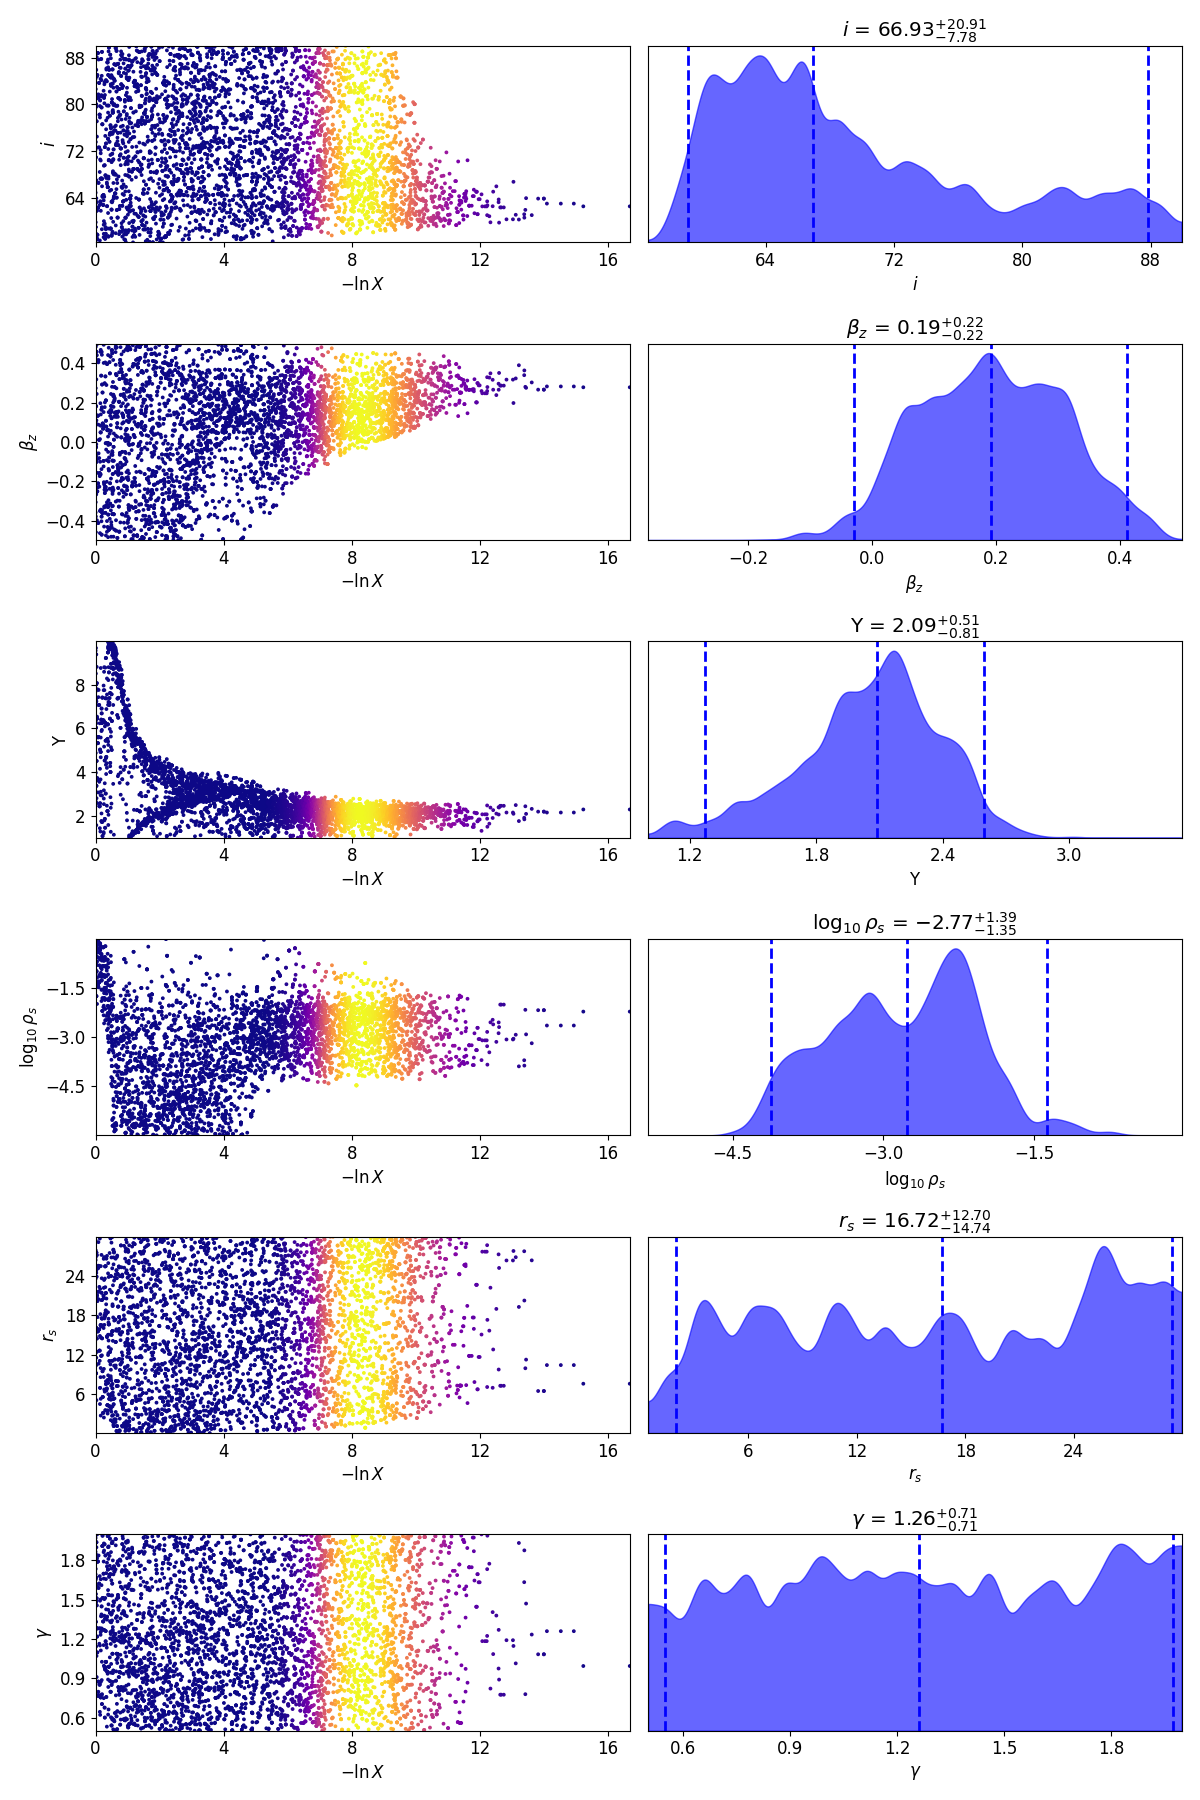 i = 66.93+20.91−7.78
88
80
72
64
i
0 4 8 12 16
−ln X
64 72 80 88
i
βz = 0.19+0.22−0.22
0.4
0.2
0.0
−0.2
−0.4
βz
0 4 8 12 16
−ln X
−0.2 0.0 0.2 0.4
βz
Y = 2.09+0.51−0.81
8
6
4
2
Y
0 4 8 12 16
−ln X
1.2 1.8 2.4 3.0
Y
log10 ρs = −2.77+1.39−1.35
−1.5
−3.0
−4.5
log10 ρs
0 4 8 12 16
−ln X
−4.5 −3.0 −1.5
log10 ρs
rs = 16.72+12.70−14.74
24
18
12
6
rs
0 4 8 12 16
−ln X
6 12 18 24
rs
γ = 1.26+0.71−0.71
1.8
1.5
1.2
0.9
0.6
γ
0 4 8 12 16
−ln X
0.6 0.9 1.2 1.5 1.8
γ